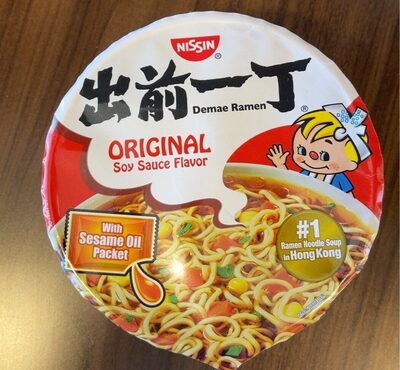 NISSIN
®
出前一丁
Demae Ramen
®
ORIGINAL
Soy Sauce Flavor
With
Sesame Oil
Packet
#1
Ramen Noodle Soup
in Hong Kong